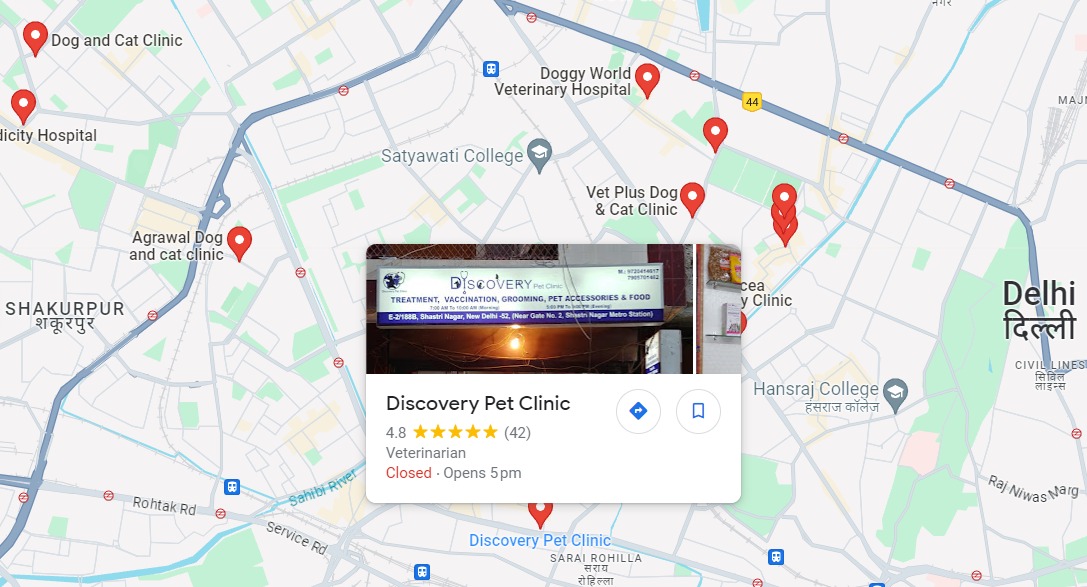 नगर
Dog and Cat Clinic
Doggy World
Veterinary Hospital
44
dicity Hospital
Satyawati College
Vet Plus Dog
& Cat Clinic
Agrawal Dog
and cat clinic
cea
y Clinic
SHAKURPUR
शकूरपुर
Delhi
दिल्ली
DISCOVERY Pet Clinic
TREATMENT, VACCINATION, GROOMING, PET ACCESSORIES & FOOD
E-2/188B, Shastri Nagar, New Delhi -52, (Near Gate No. 2, Shastri Nagar Metro Station)
CIVIL LINES
सिविल
लाइन्स
Hansraj College
हंसराज कॉलेज
Discovery Pet Clinic
4.8 (42)
Veterinarian
Closed · Opens 5 pm
Sahibi River
Rohtak Rd
Service Rd
Raj Niwas Marg
Discovery Pet Clinic
SARAI ROHILLA
सराय
रोहिल्ला